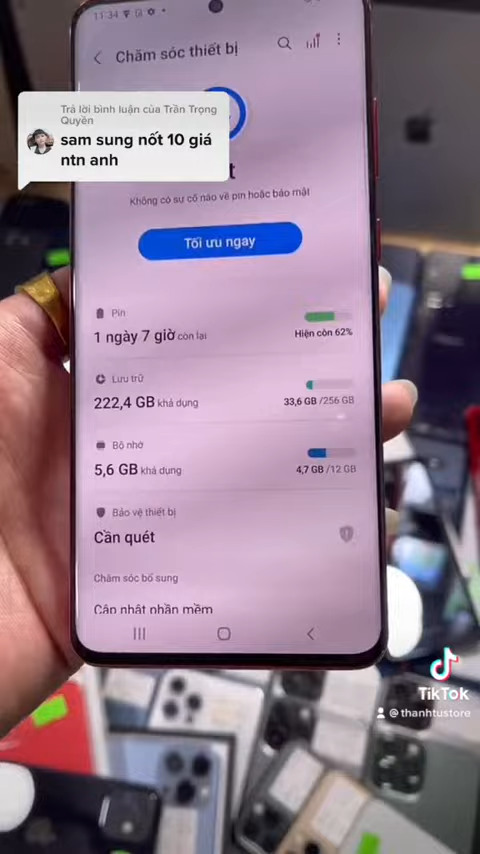 11:34
Chăm sóc thiết bị
Trả lời bình luận của Trần Trọng
Quyền
sam sung nốt 10 giá
ntn anh
t
Không có sự cố nào về pin hoặc bảo mật
Tối ưu ngay
Pin
1 ngày 7 giờ còn lại
Hiện còn 62%
Lưu trữ
222,4 GB khả dụng
33,6 GB /256 GB
Bộ nhớ
5,6 GB khả dụng
4,7 GB /12 GB
Bảo vệ thiết bị
Cần quét
Chăm sóc bổ sung
Cập nhật phần mềm
TikTok
@thanhtustore